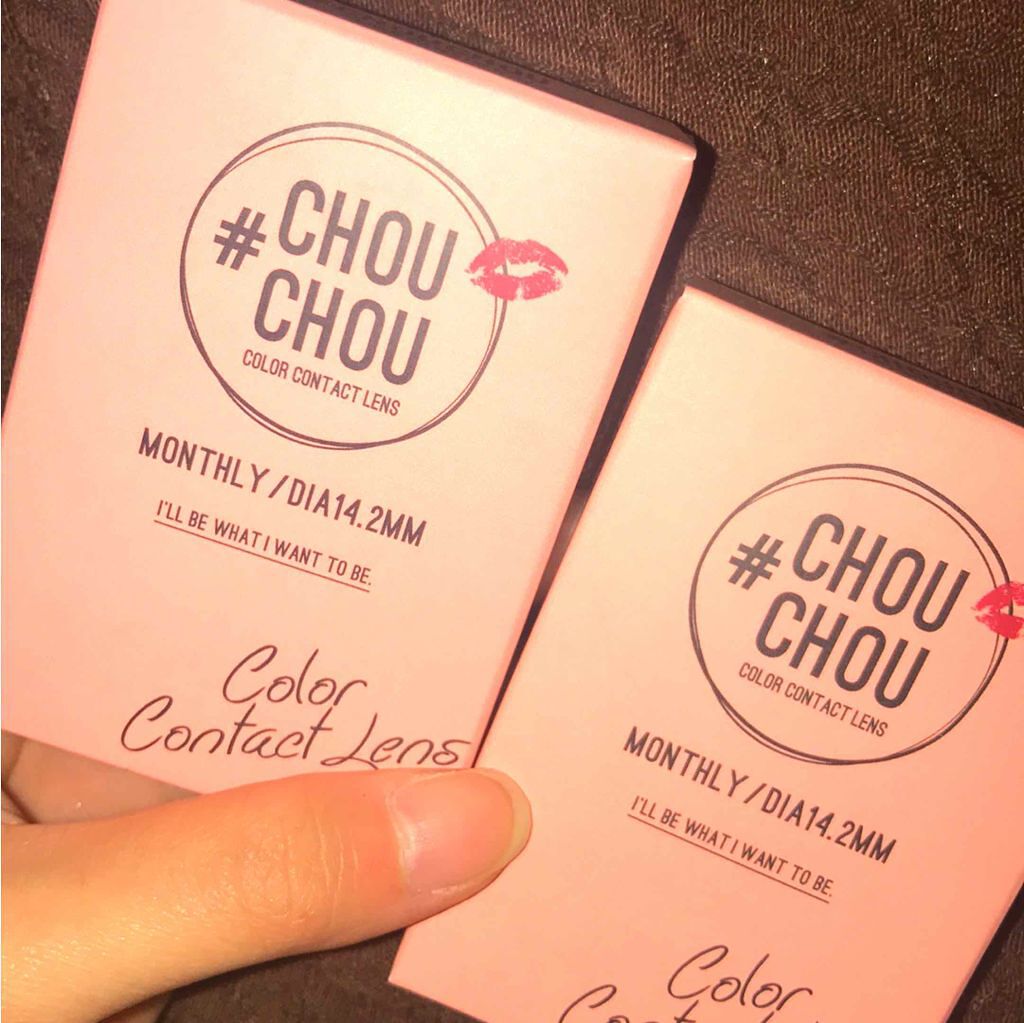 #CHOU
CHOU
COLOR CONTACT LENS
MONTHLY/DIA14.2MM
I'LL BE WHAT I WANT TO BE.
Color
Contact Lens
#CHOU
CHOU
COLOR CONTACT LENS
MONTHLY/DIA14.2MM
I'LL BE WHAT I WANT TO BE.
Color